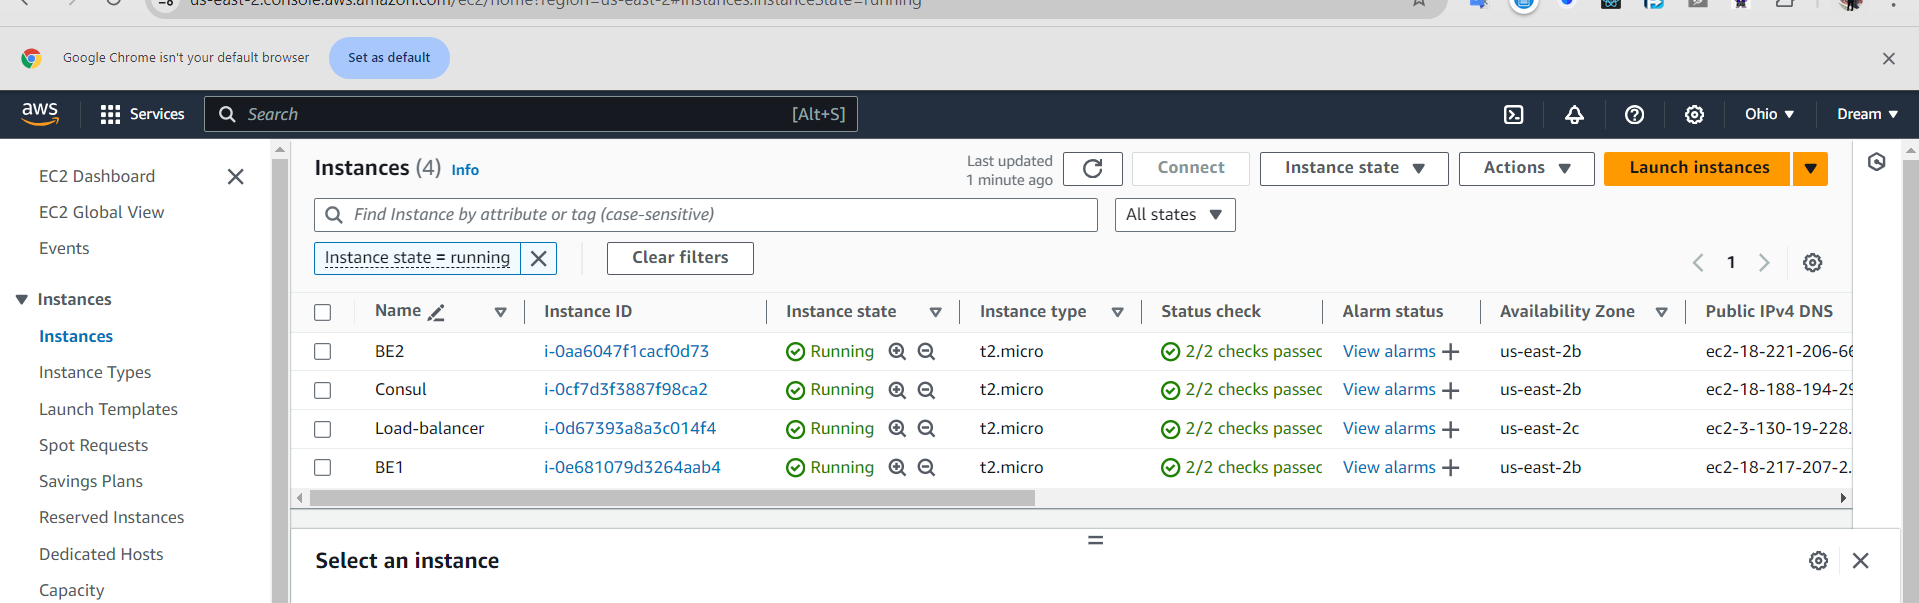 us-east-2.console.aws.amazon.com/ec2/home?region=us-east-2#Instances:instanceState=running
Google Chrome isn't your default browser
Set as default
aws
Services
Search
[Alt+S]
Ohio
Dream
EC2 Dashboard
EC2 Global View
Events
Instances
Instances
Instance Types
Launch Templates
Spot Requests
Savings Plans
Reserved Instances
Dedicated Hosts
Capacity
Instances (4) Info
Last updated
1 minute ago
Connect
Instance state
Actions
Launch instances
Find Instance by attribute or tag (case-sensitive)
All states
Instance state = running
Clear filters
1
Name Instance ID Instance state Instance type Status check Alarm status Availability Zone Public IPv4 DNS
BE2 i-0aa6047f1cacf0d73 Running t2.micro 2/2 checks passec View alarms us-east-2b ec2-18-221-206-66
Consul i-0cf7d3f3887f98ca2 Running t2.micro 2/2 checks passec View alarms us-east-2b ec2-18-188-194-29
Load-balancer i-0d67393a8a3c014f4 Running t2.micro 2/2 checks passec View alarms us-east-2c ec2-3-130-19-228.
BE1 i-0e681079d3264aab4 Running t2.micro 2/2 checks passec View alarms us-east-2b ec2-18-217-207-2.
Select an instance